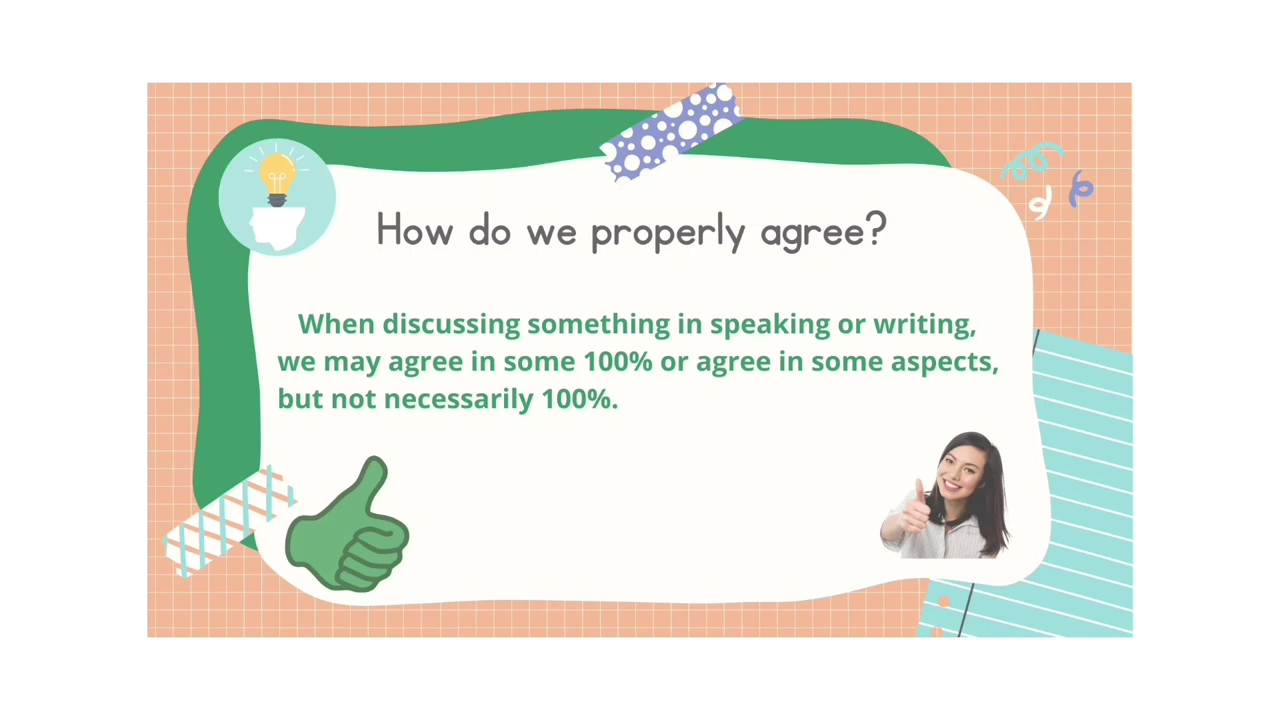 How do we properly agree?
When discussing something in speaking or writing,
we may agree in some 100% or agree in some aspects,
but not necessarily 100%.